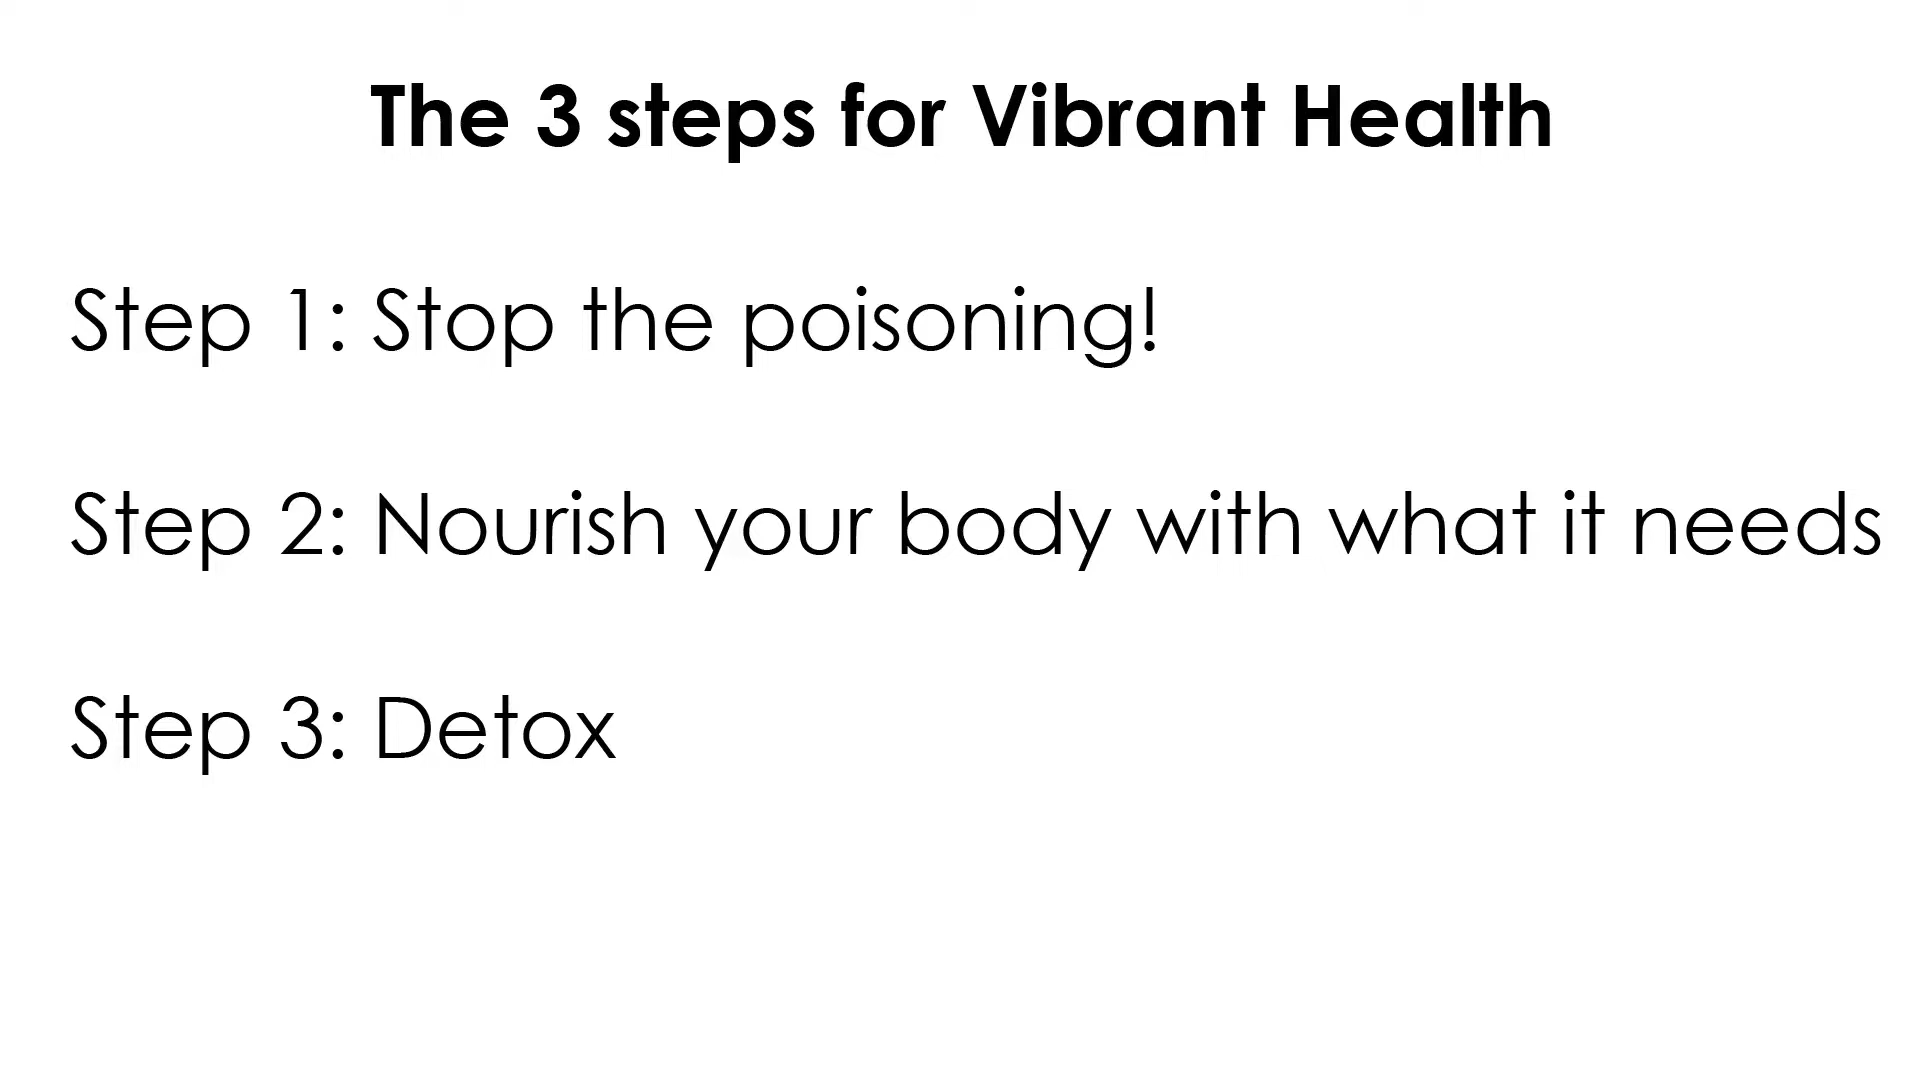 The 3 steps for Vibrant Health
Step 1: Stop the poisoning!
Step 2: Nourish your body with what it needs
Step 3: Detox